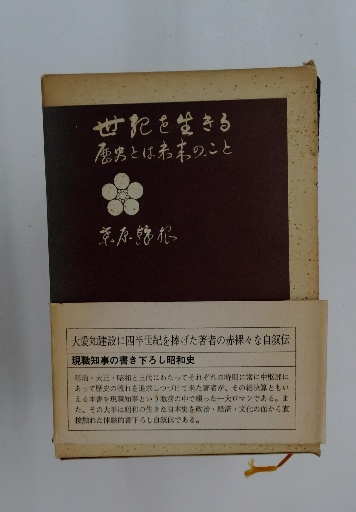 世紀を生きる
歴史とは未来のこと
桑原幹根
大愛知建設に四半世紀を捧げた著者の赤裸々な自叙伝
現職知事の書き下ろし昭和史
明治・大正・昭和と三代にわたってそれぞれの時期に常に中枢部に
あって歴史の流れを追求しつづけて来た著者が、その総決算ともい
える本書を現職知事という激務の中で綴った一大ロマンである。ま
た、その大半は昭和の生きた日本史を政治・経済・文化の面から直
接触れた体験的書下ろし自叙伝である。